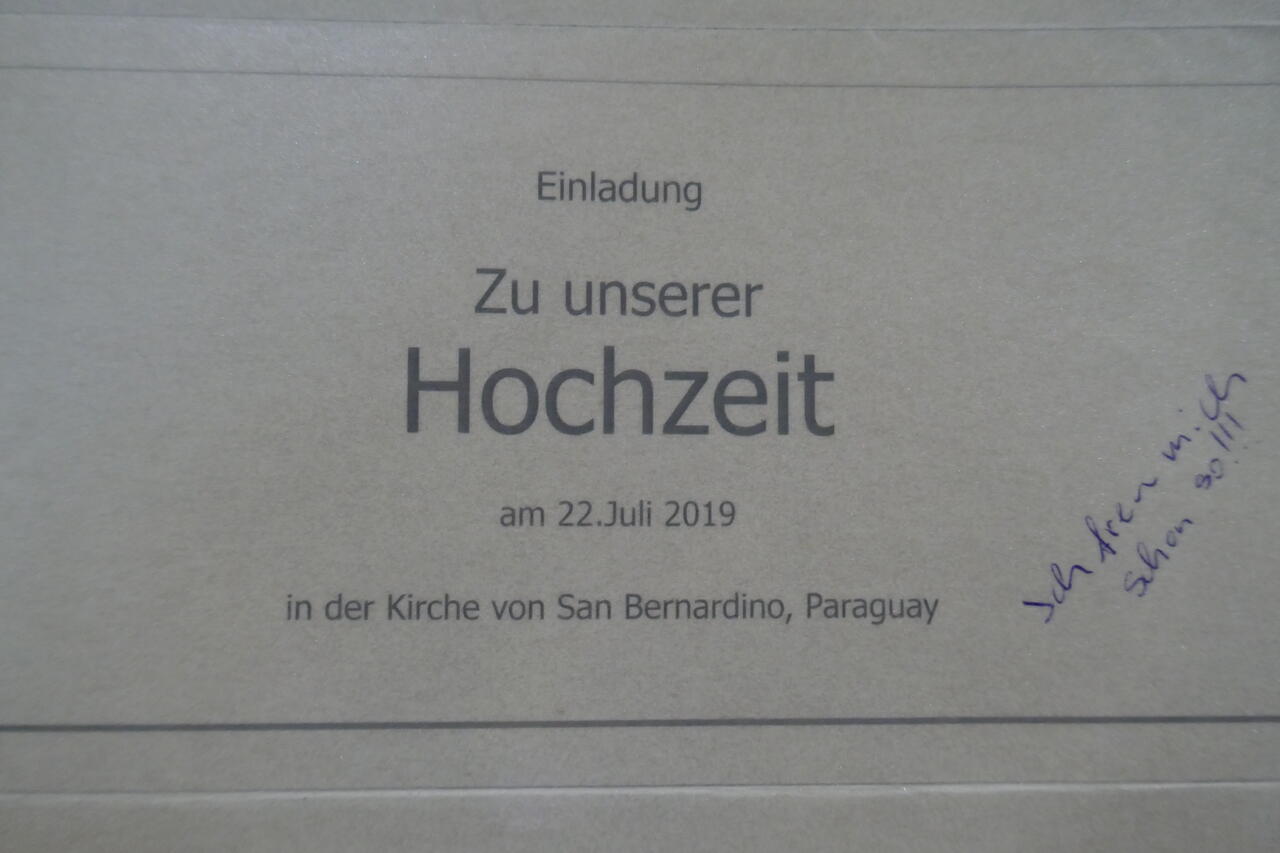 Einladung
Zu unserer
Hochzeit
am 22.Juli 2019
in der Kirche von San Bernardino, Paraguay
Ich freu mich
schon so!!!